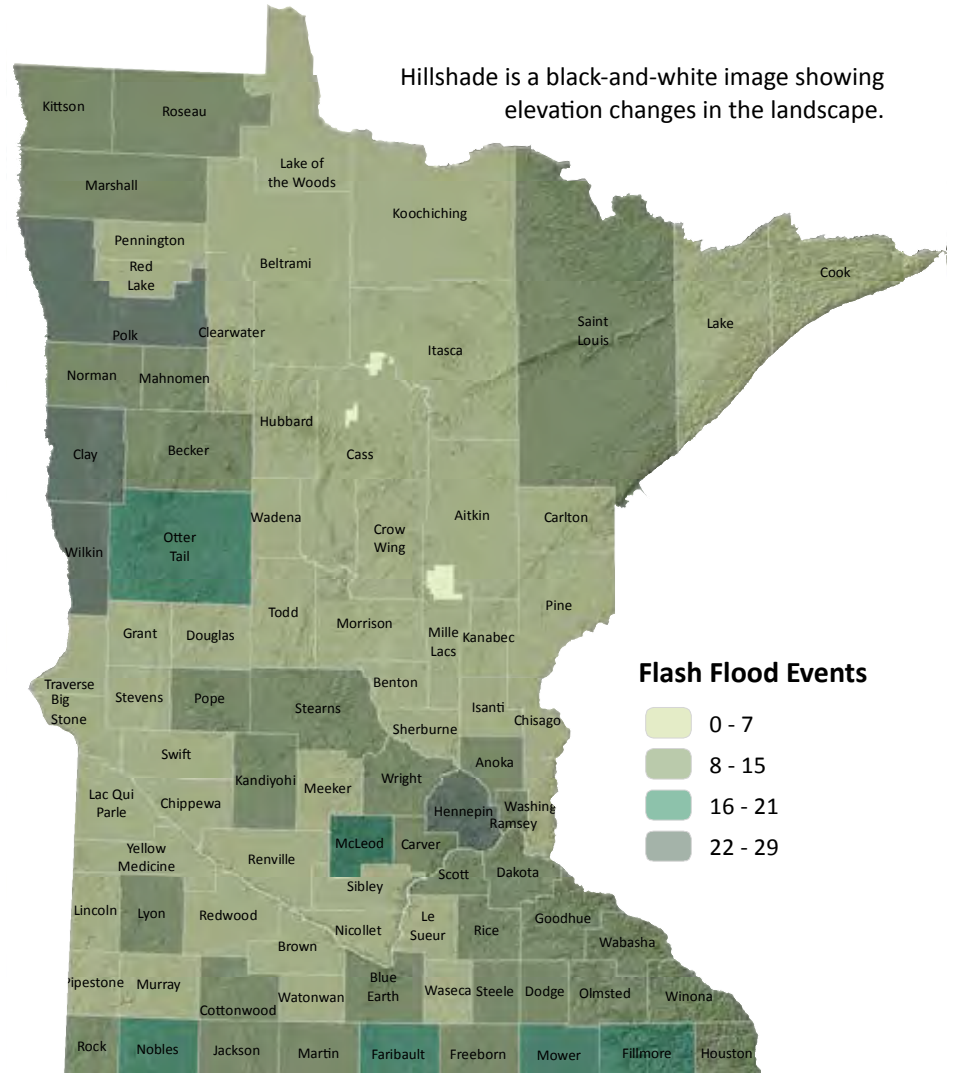 Hillshade is a black-and-white image showing
elevation changes in the landscape.
Kittson
Roseau
Lake of
the Woods
Marshall
Koochiching
Pennington
Red
Lake
Beltrami
Cook
Polk
Clearwater
Saint
Louis
Lake
Itasca
Norman
Mahnomen
Hubbard
Clay
Becker
Cass
Wadena
Aitkin
Carlton
Otter
Tail
Crow
Wing
Wilkin
Pine
Todd
Morrison
Grant
Douglas
Mille
Lacs
Kanabec
Traverse
Big
Stone
Stevens
Pope
Benton
Stearns
Isanti
Chisago
Sherburne
Swift
Anoka
Kandiyohi
Meeker
Wright
Lac Qui
Parle
Chippewa
Hennepin
Washing
Ramsey
Yellow
Medicine
McLeod
Carver
Renville
Scott
Dakota
Sibley
Lincoln
Lyon
Redwood
Nicollet
Le
Sueur
Rice
Goodhue
Brown
Wabasha
Pipestone
Murray
Cottonwood
Watonwan
Blue
Earth
Waseca
Steele
Dodge
Olmsted
Winona
Rock
Nobles
Jackson
Martin
Faribault
Freeborn
Mower
Fillmore
Houston
Flash Flood Events
0 - 7
8 - 15
16 - 21
22 - 29